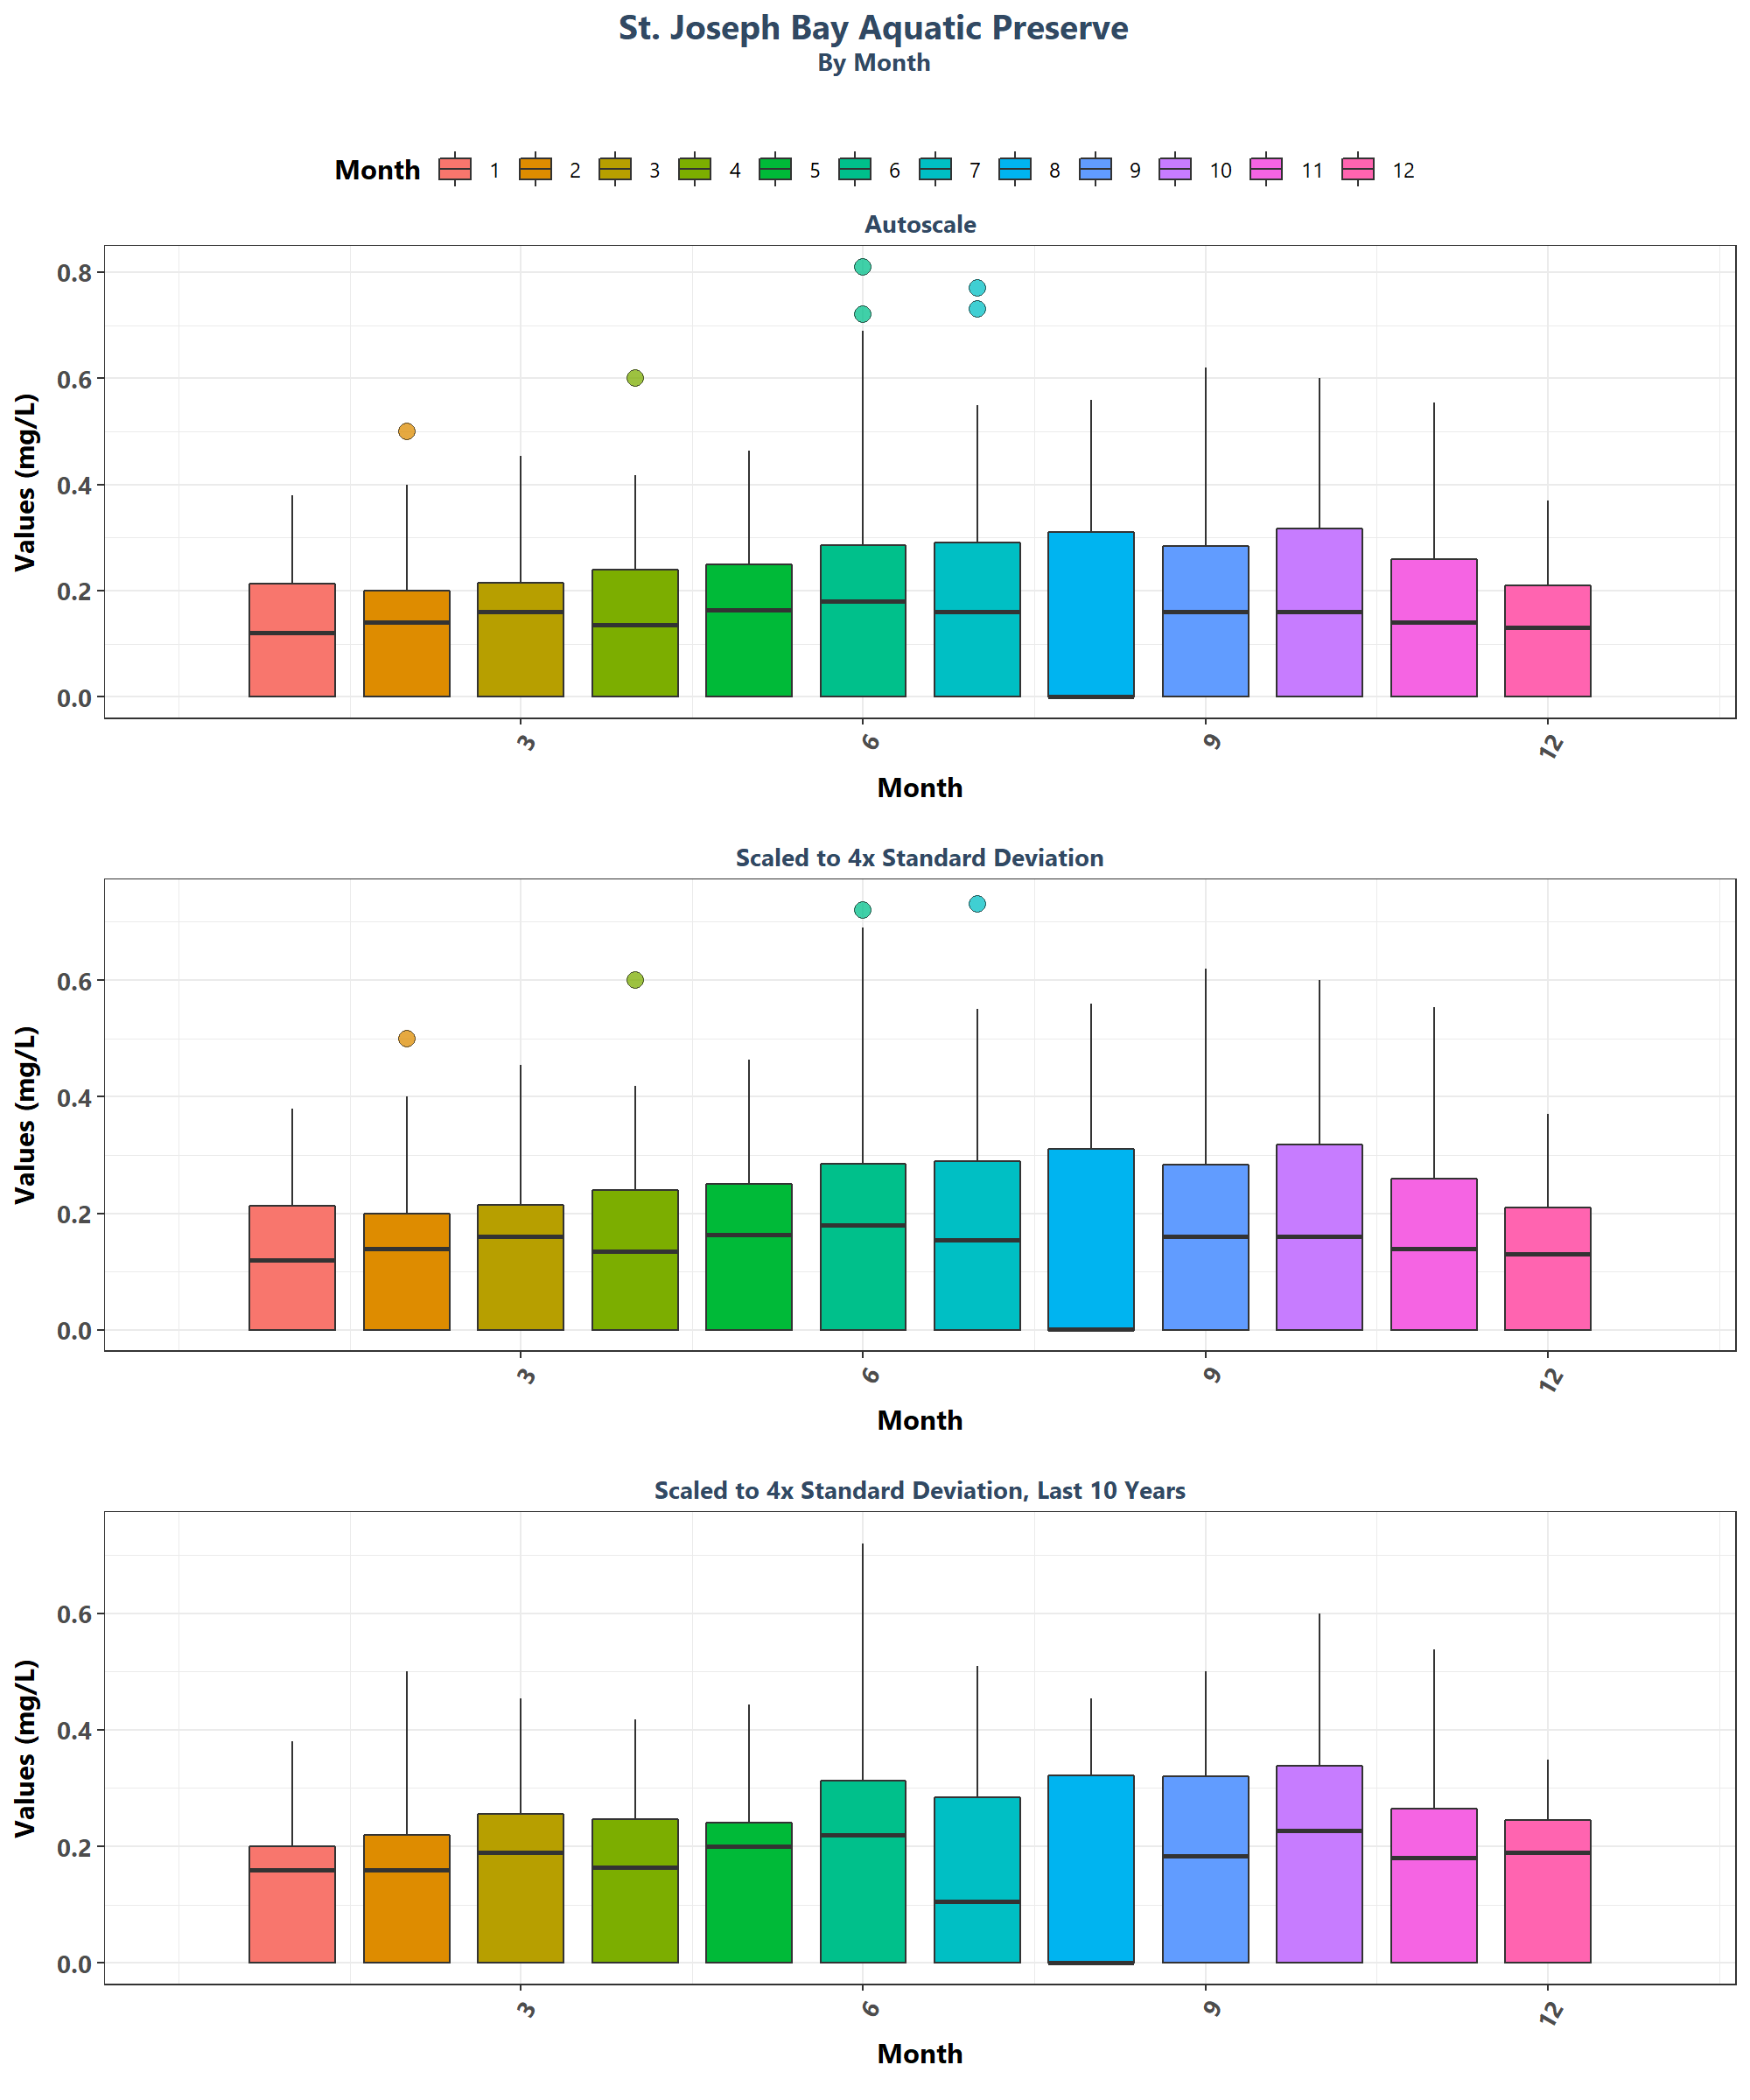 St. Joseph Bay Aquatic Preserve
By Month
Month 1 2 3 4 5 6 7 8 9 10 11 12
Autoscale
Values (mg/L)
0.8
0.6
0.4
0.2
0.0
3 6 9 12
Month
Scaled to 4x Standard Deviation
Values (mg/L)
0.6
0.4
0.2
0.0
3 6 9 12
Month
Scaled to 4x Standard Deviation, Last 10 Years
Values (mg/L)
0.6
0.4
0.2
0.0
3 6 9 12
Month